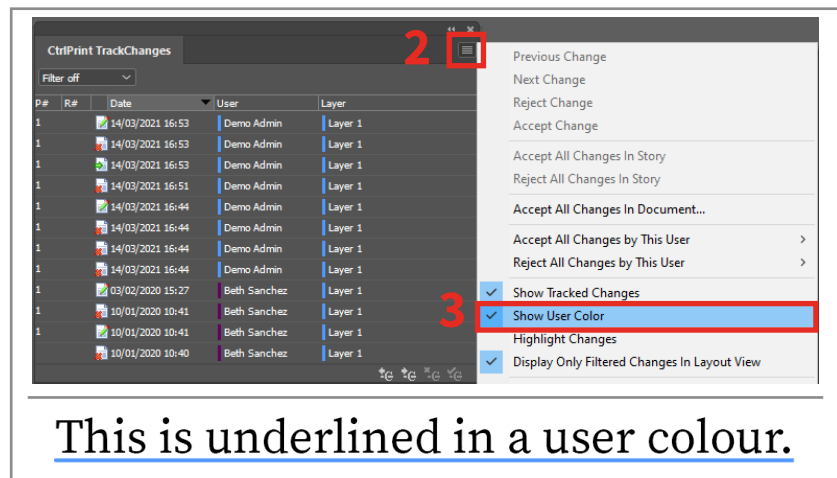 CtrlPrint TrackChanges
2
Filter off
P# R# Date User Layer
1 14/03/2021 16:53 Demo Admin Layer 1
1 14/03/2021 16:53 Demo Admin Layer 1
1 14/03/2021 16:53 Demo Admin Layer 1
1 14/03/2021 16:51 Demo Admin Layer 1
1 14/03/2021 16:44 Demo Admin Layer 1
1 14/03/2021 16:44 Demo Admin Layer 1
1 14/03/2021 16:44 Demo Admin Layer 1
1 14/03/2021 16:44 Demo Admin Layer 1
1 03/02/2020 15:27 Beth Sanchez Layer 1
1 10/01/2020 10:41 Beth Sanchez Layer 1
1 10/01/2020 10:41 Beth Sanchez Layer 1
10/01/2020 10:40 Beth Sanchez Layer 1
Previous Change
Next Change
Reject Change
Accept Change
Accept All Changes In Story
Reject All Changes In Story
Accept All Changes In Document...
Accept All Changes by This User
Reject All Changes by This User
Show Tracked Changes
3 Show User Color
Highlight Changes
Display Only Filtered Changes In Layout View
This is underlined in a user colour.